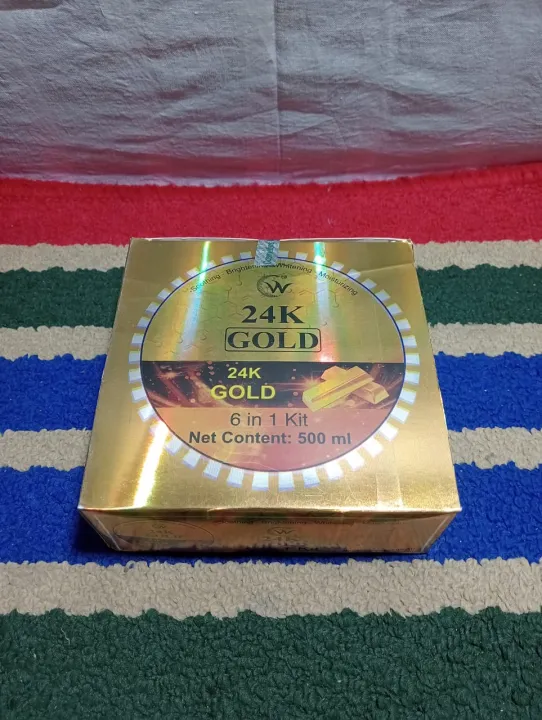 Soothing Brightening Whitening Moisturizing
W
24K
GOLD
24K
GOLD
6 in 1 Kit
Net Content: 500 ml